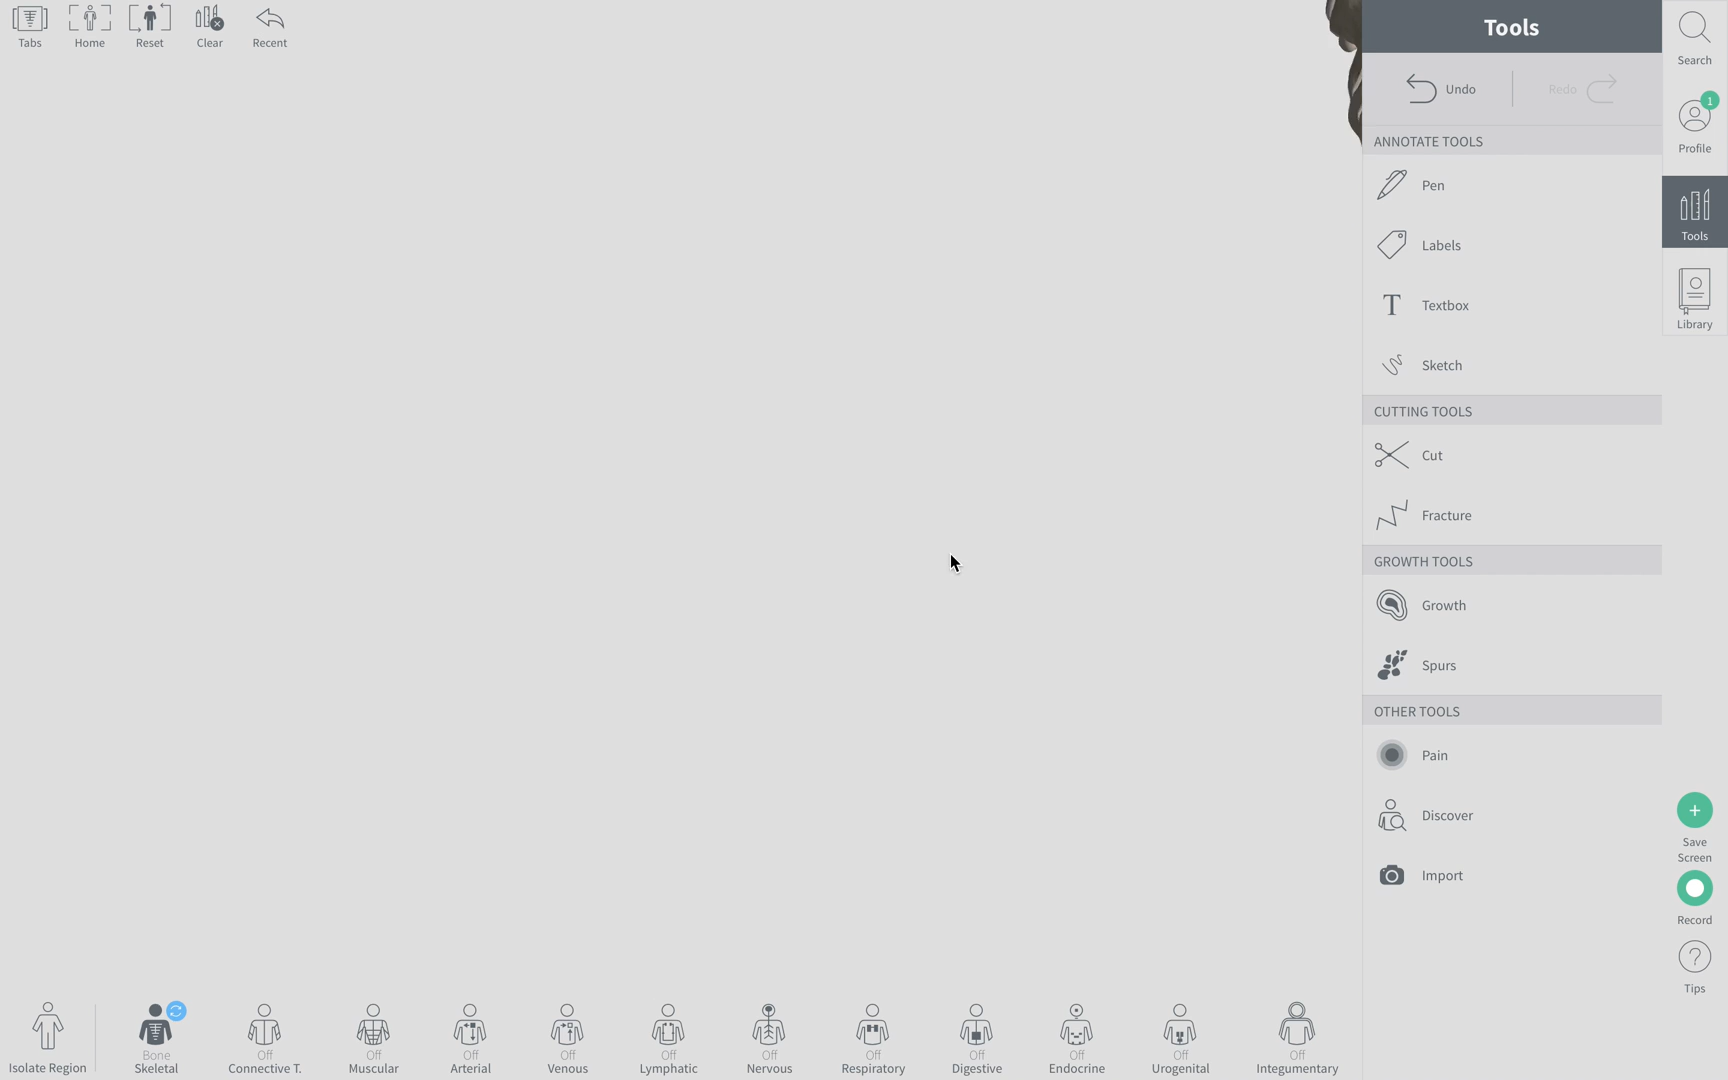 Tabs
Home
Reset
Clear
Recent
Tools
Undo
Redo
ANNOTATE TOOLS
Pen
Labels
Textbox
Sketch
CUTTING TOOLS
Cut
Fracture
GROWTH TOOLS
Growth
Spurs
OTHER TOOLS
Pain
Discover
Import
Search
1
Profile
Tools
Library
Save
Screen
Record
Tips
Isolate Region
Bone
Skeletal
Off
Connective T.
Off
Muscular
Off
Arterial
Off
Venous
Off
Lymphatic
Off
Nervous
Off
Respiratory
Off
Digestive
Off
Endocrine
Off
Urogenital
Off
Integumentary